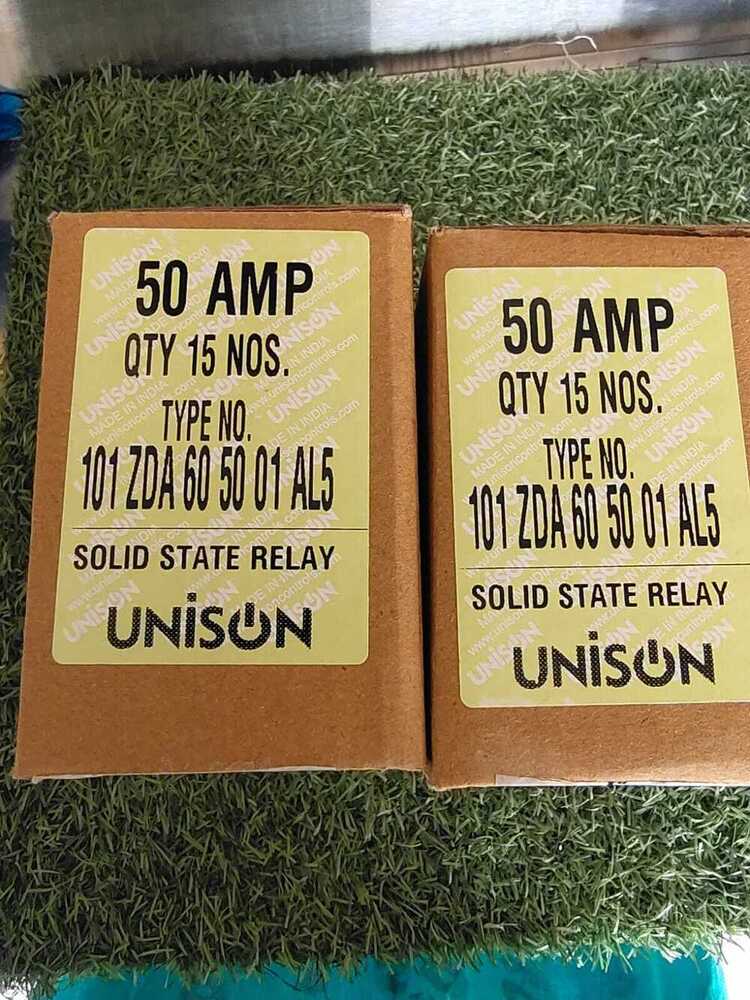 50 AMP
QTY 15 NOS.
TYPE NO.
101 ZDA 60 50 01 AL5
SOLID STATE RELAY
UNiSON
50 AMP
QTY 15 NOS.
TYPE NO.
101 ZDA 60 50 01 AL5
SOLID STATE RELAY
UNiSON